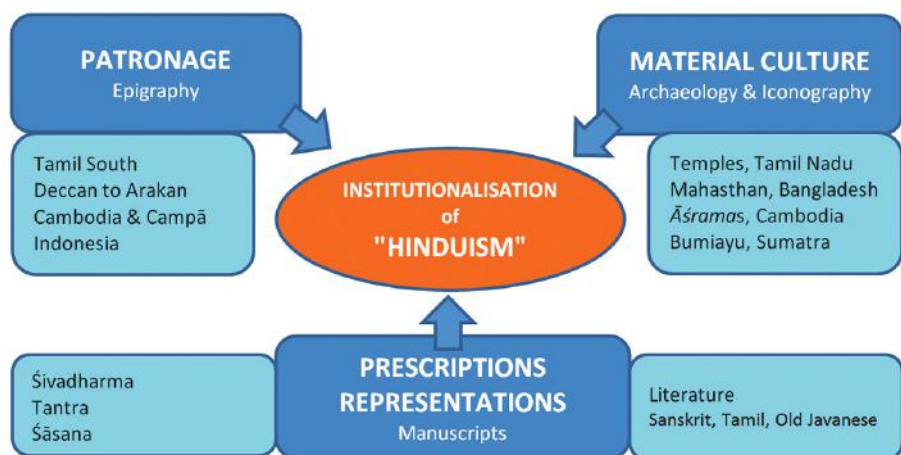 PATRONAGE
Epigraphy
Tamil South
Deccan to Arakan
Cambodia & Campā
Indonesia
MATERIAL CULTURE
Archaeology & Iconography
Temples, Tamil Nadu
Mahasthan, Bangladesh
Āśramas, Cambodia
Bumiayu, Sumatra
INSTITUTIONALISATION
of
"HINDUISM"
Śivadharma
Tantra
Śāsana
PRESCRIPTIONS
REPRESENTATIONS
Manuscripts
Literature
Sanskrit, Tamil, Old Javanese